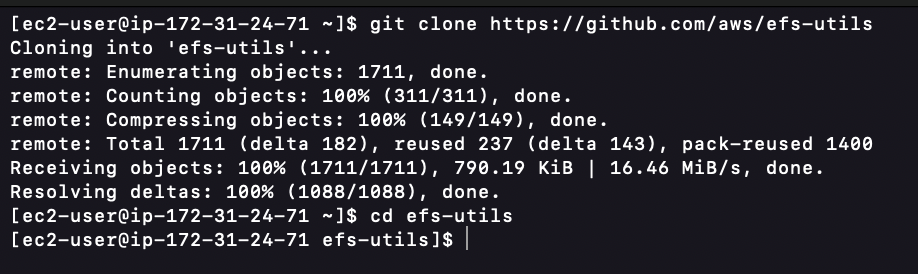 [ec2-user@ip-172-31-24-71 ~]$ git clone https://github.com/aws/efs-utils
Cloning into 'efs-utils'...
remote: Enumerating objects: 1711, done.
remote: Counting objects: 100% (311/311), done.
remote: Compressing objects: 100% (149/149), done.
remote: Total 1711 (delta 182), reused 237 (delta 143), pack-reused 1400
Receiving objects: 100% (1711/1711), 790.19 KiB | 16.46 MiB/s, done.
Resolving deltas: 100% (1088/1088), done.
[ec2-user@ip-172-31-24-71 ~]$ cd efs-utils
[ec2-user@ip-172-31-24-71 efs-utils]$